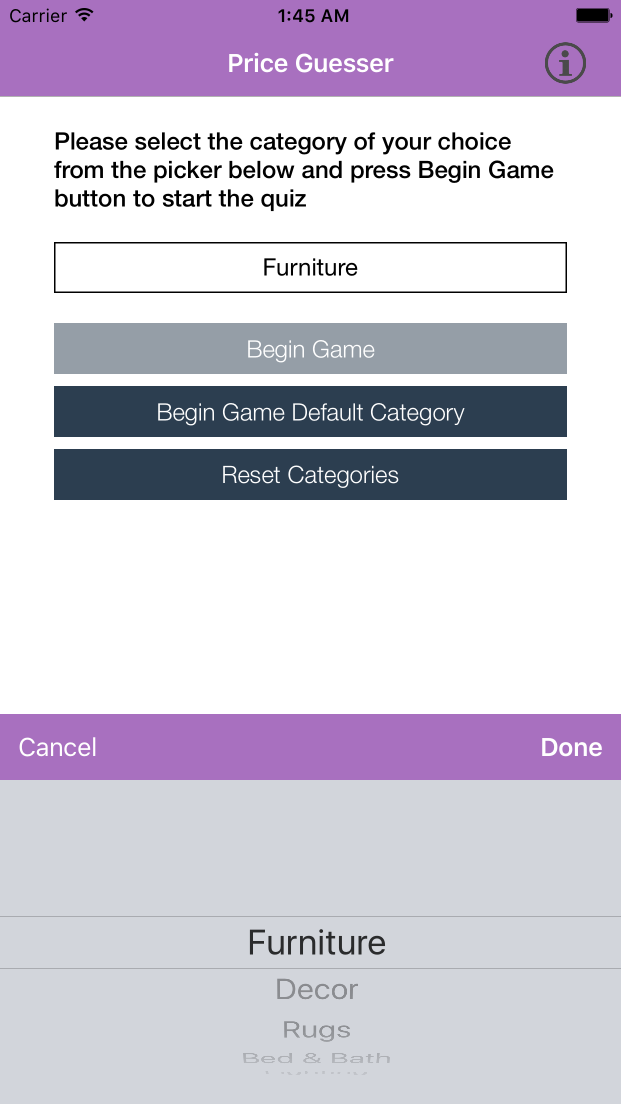 Carrier 1:45 AM
Price Guesser
Please select the category of your choice
from the picker below and press Begin Game
button to start the quiz
Furniture
Begin Game
Begin Game Default Category
Reset Categories
Cancel Done
Furniture
Decor
Rugs
Bed & Bath